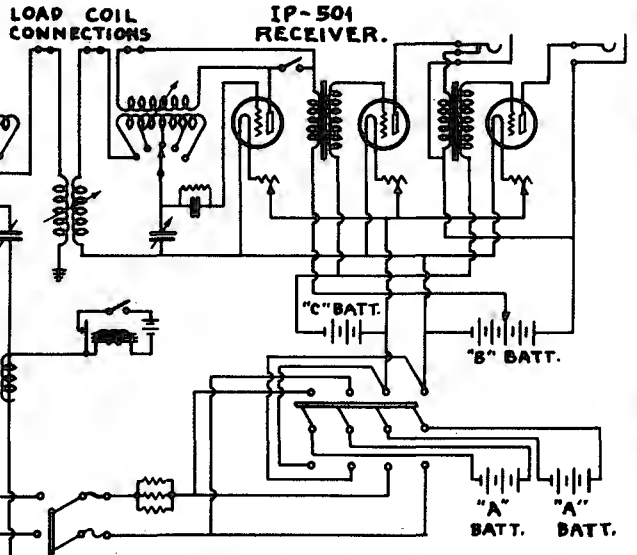 LOAD COIL
CONNECTIONS
IP-501
RECEIVER.
"C" BATT.
"B" BATT.
"A"
BATT.
"A"
BATT.